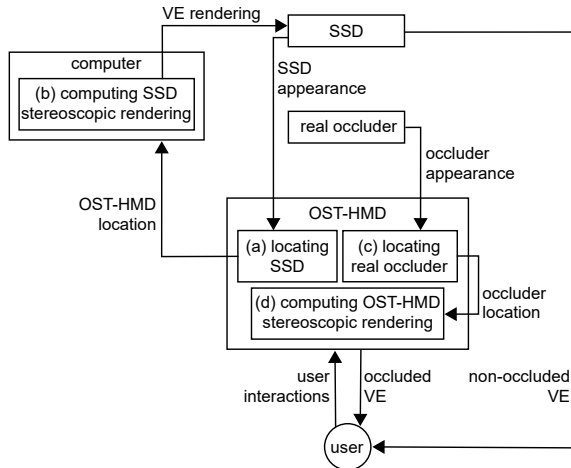 VE rendering
SSD
computer
(b) computing SSD
stereoscopic rendering
SSD
appearance
real occluder
occluder
appearance
OST-HMD
location
OST-HMD
(a) locating
SSD
(c) locating
real occluder
(d) computing OST-HMD
stereoscopic rendering
occluder
location
user
interactions
occluded
VE
non-occluded
VE
user